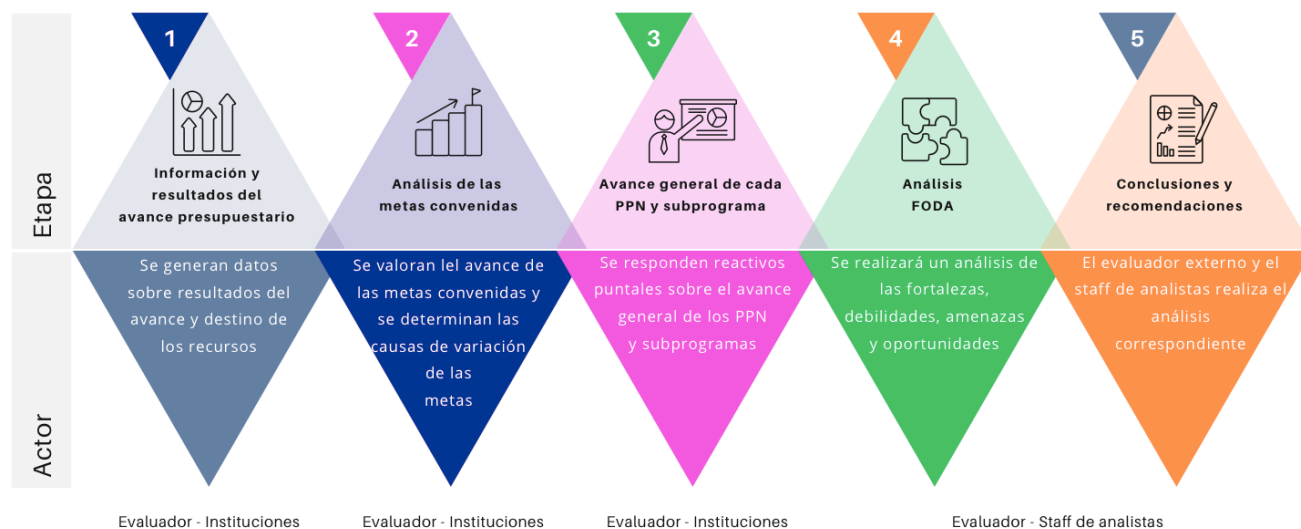 1
2
3
4
5
Etapa
Información y
resultados del
avance presupuestario
Análisis de las
metas convenidas
Avance general de cada
PPN y subprograma
Análisis
FODA
Conclusiones y
recomendaciones
Actor
Se generan datos
sobre resultados del
avance y destino de
los recursos
Se valoran lel avance de
las metas convenidas y
se determinan las
causas de variación
de las
metas
Se responden reactivos
puntales sobre el avance
general de los PPN
y subprogramas
Se realizará un análisis de
las fortalezas,
debilidades, amenazas
y oportunidades
El evaluador externo y el
staff de analistas realiza el
análisis
correspondiente
Evaluador - Instituciones
Evaluador - Instituciones
Evaluador - Instituciones
Evaluador - Staff de analistas